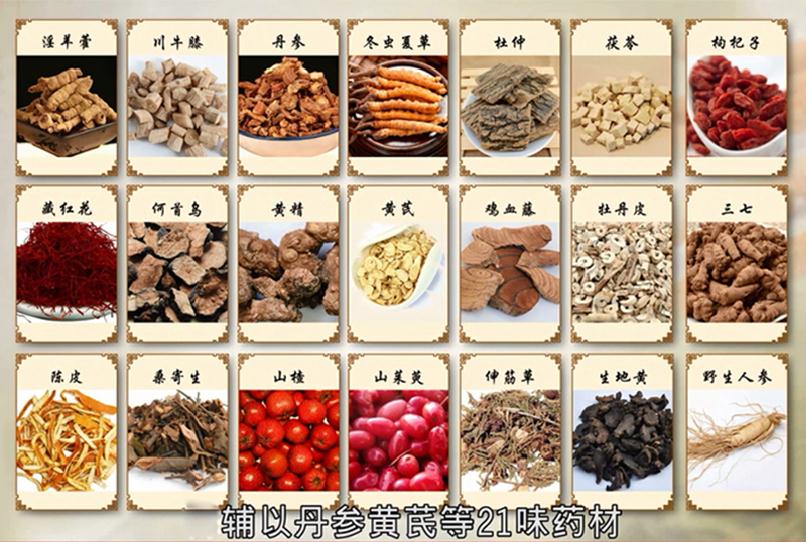 淫羊藿 川牛膝 丹参 冬虫夏草 杜仲 茯苓 枸杞子
藏红花 何首乌 黄精 黄芪 鸡血藤 牡丹皮 三七
陈皮 桑寄生 山楂 山茱萸 伸筋草 生地黄 野生人参
辅以丹参黄芪等21味药材